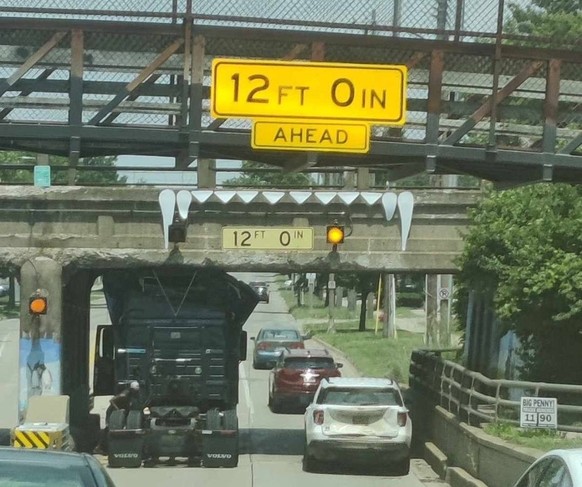 12 FT 0 IN
AHEAD
12 FT 0 IN
VOLVO
VOLVO
BIG PENNY
11 90